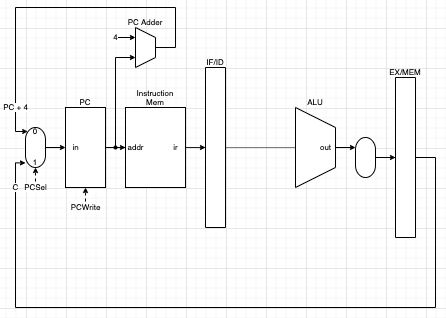 PC Adder
4
IF/ID
EX/MEM
PC + 4
PC
Instruction
Mem
ALU
0
in
addr
ir
out
1
C
PCSel
PCWrite